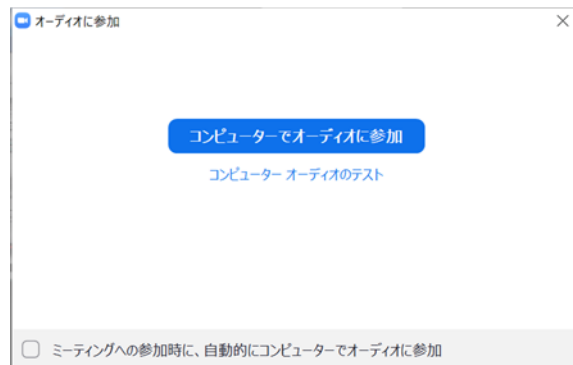 オーディオに参加
コンピューターでオーディオに参加
コンピューター オーディオのテスト
ミーティングへの参加時に、自動的にコンピューターでオーディオに参加